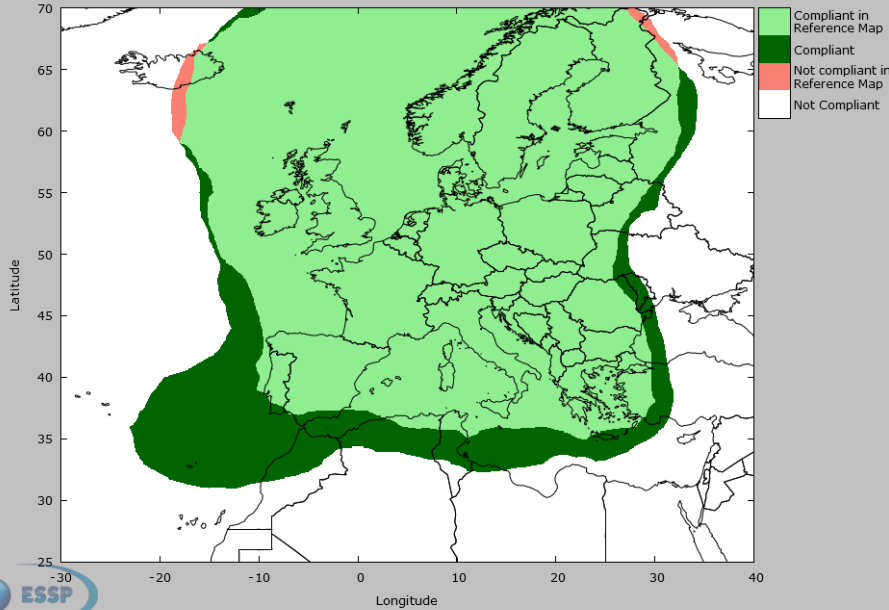 70
65
60
55
50
45
40
35
30
25
Latitude
-30
-20
-10
0
10
20
30
40
Longitude
Compliant in
Reference Map
Compliant
Not compliant in
Reference Map
Not Compliant
ESSP